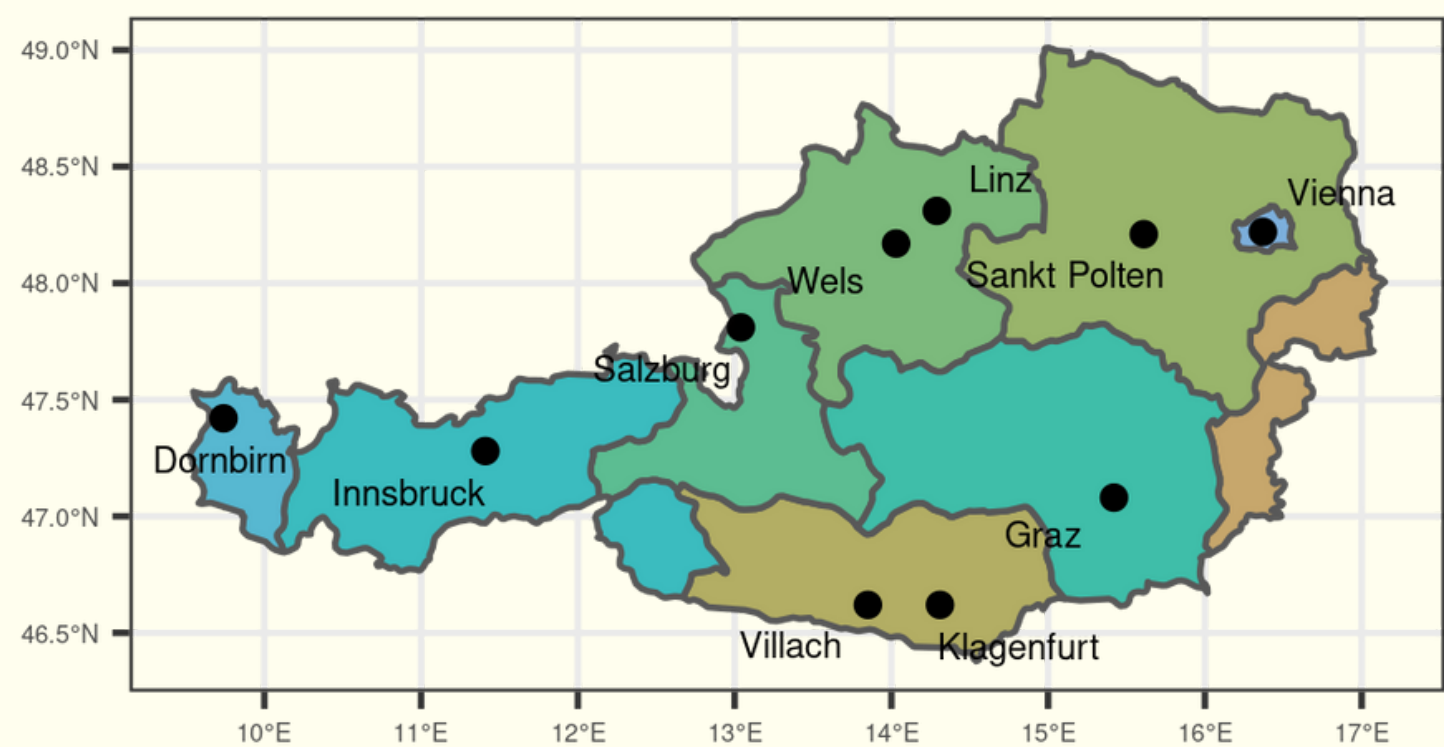 49.0°N
48.5°N
Linz
Vienna
48.0°N
Wels
Sankt Polten
Salzburg
47.5°N
Dornbirn
Innsbruck
47.0°N
Graz
46.5°N
Villach
Klagenfurt
10°E
11°E
12°E
13°E
14°E
15°E
16°E
17°E